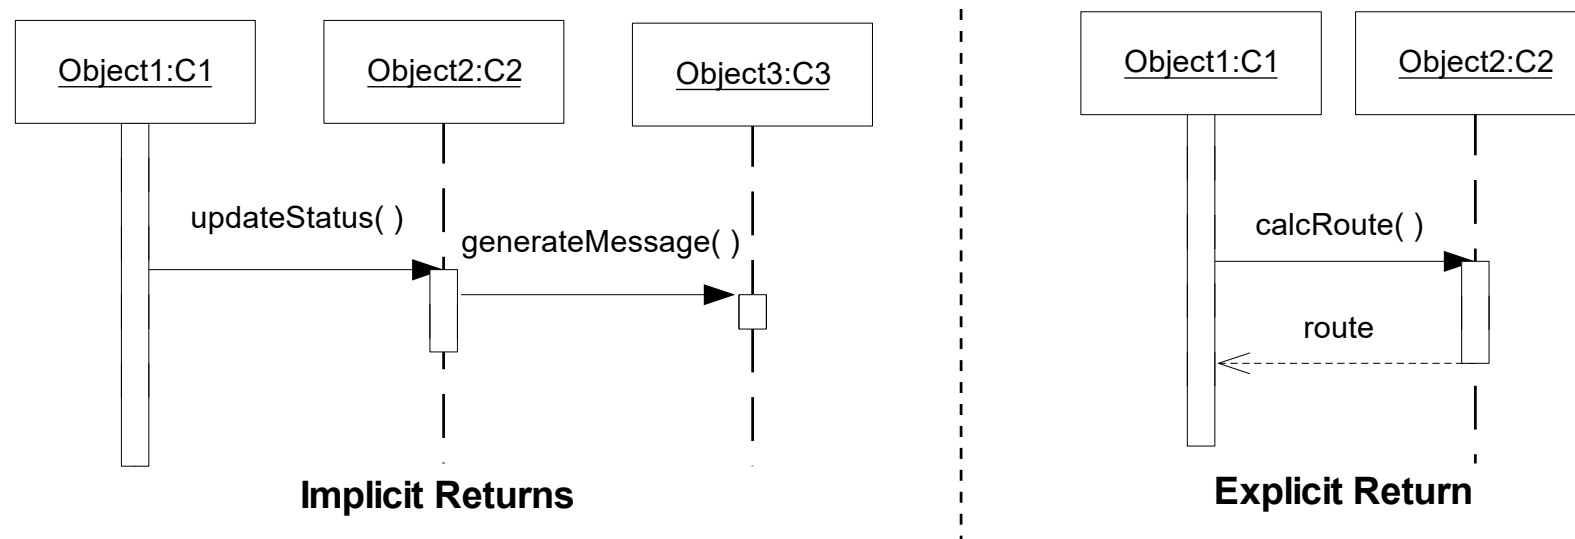 Object1:C1
Object2:C2
Object3:C3
updateStatus( )
generateMessage( )
Implicit Returns
Object1:C1
Object2:C2
calcRoute( )
route
Explicit Return